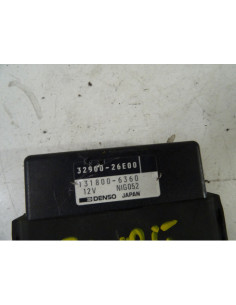 32900-26E00
131800-6360
12V NIG052
DENSO JAPAN